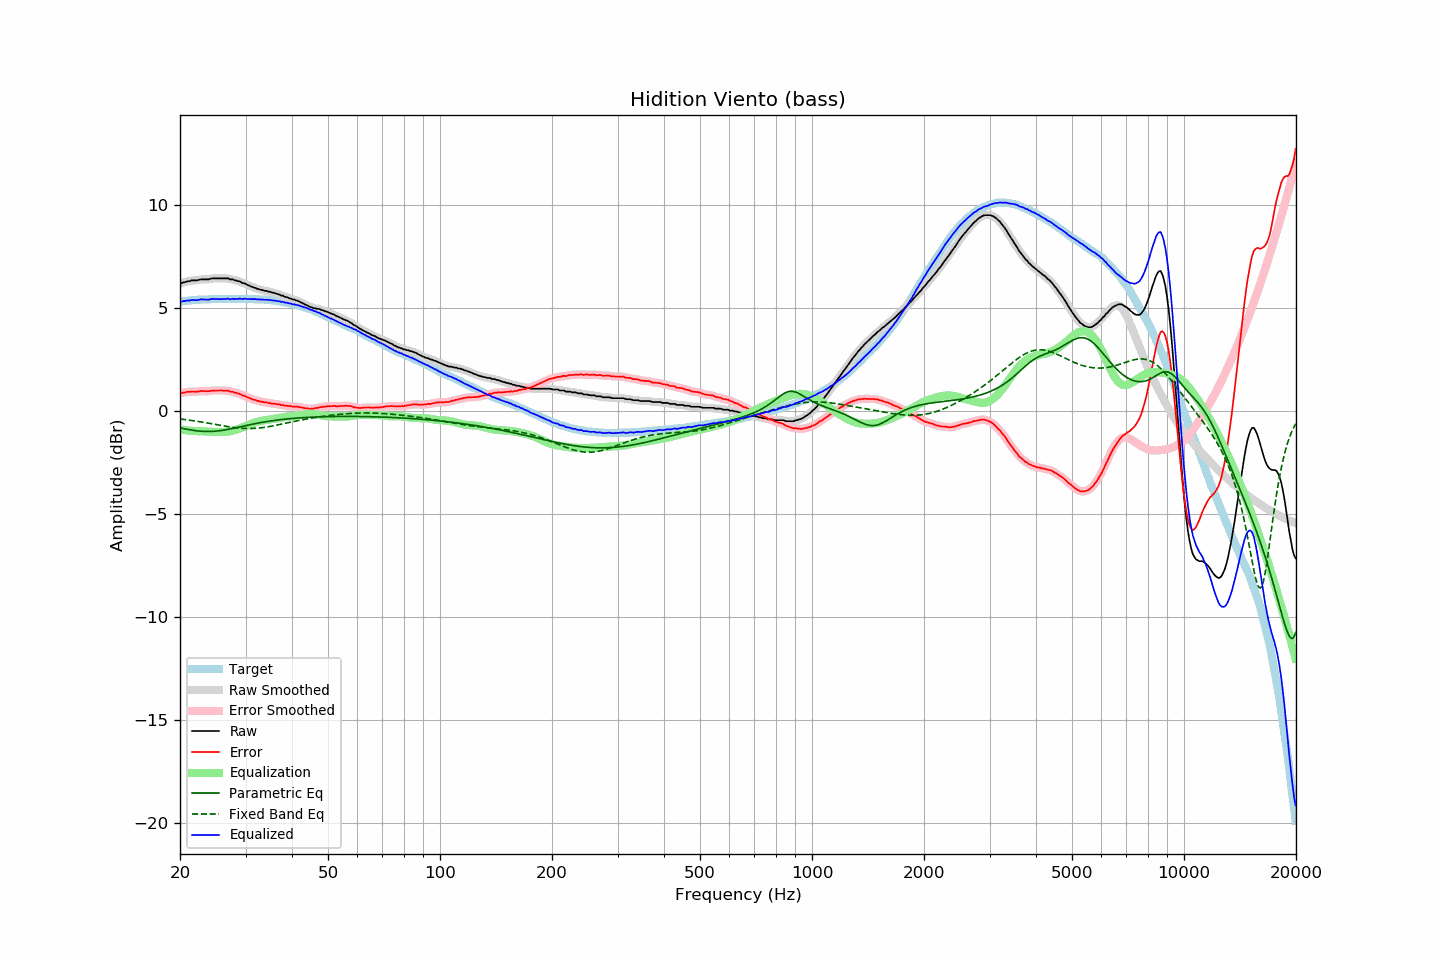 Hidition Viento (bass)
Amplitude (dBr)
10
5
0
−5
−10
−15
−20
Target
Raw Smoothed
Error Smoothed
Raw
Error
Equalization
Parametric Eq
Fixed Band Eq
Equalized
20
50
100
200
500
1000
2000
5000
10000
20000
Frequency (Hz)